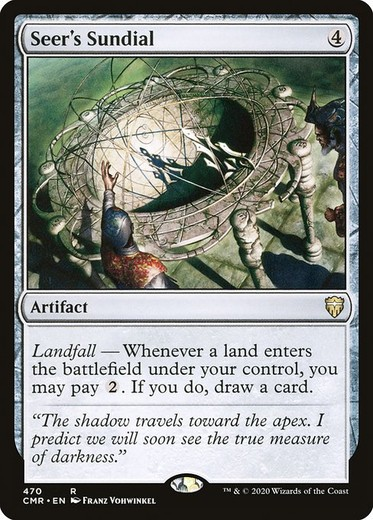 Seer's Sundial 4
Artifact
Landfall — Whenever a land enters
the battlefield under your control, you
may pay 2. If you do, draw a card.
“The shadow travels toward the apex. I
predict we will soon see the true measure
of darkness.”
470 R
CMR • EN Franz Vohwinkel
™ & © 2020 Wizards of the Coast